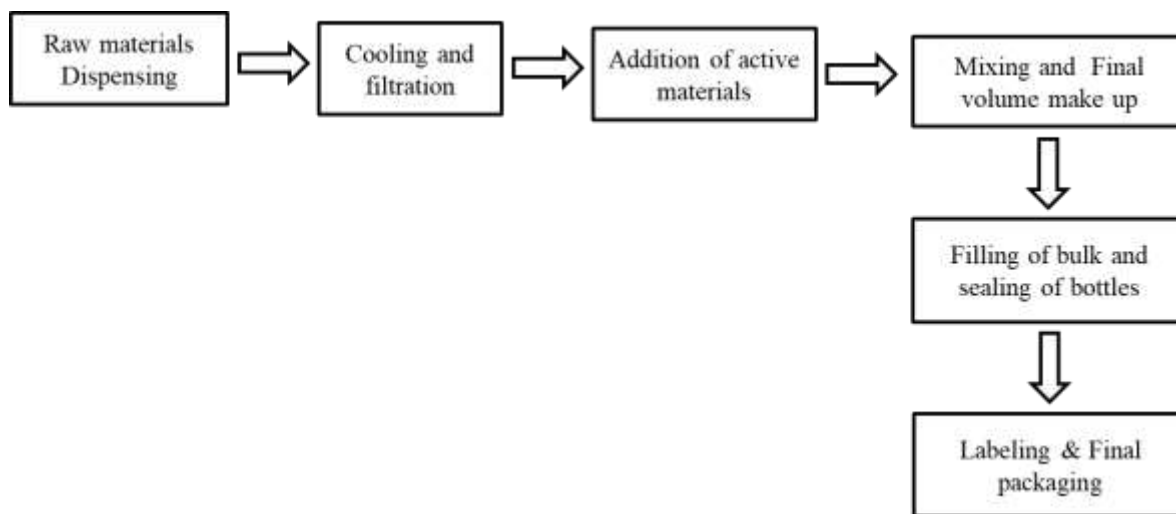 Raw materials
Dispensing
Cooling and
filtration
Addition of active
materials
Mixing and Final
volume make up
Filling of bulk and
sealing of bottles
Labeling & Final
packaging